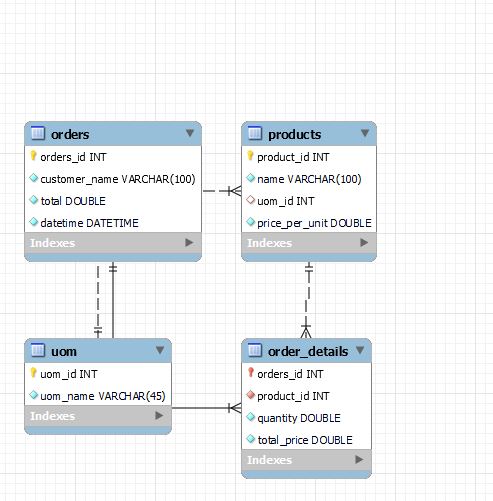 orders
orders_id INT
customer_name VARCHAR(100)
total DOUBLE
datetime DATETIME
Indexes
products
product_id INT
name VARCHAR(100)
uom_id INT
price_per_unit DOUBLE
Indexes
uom
uom_id INT
uom_name VARCHAR(45)
Indexes
order_details
orders_id INT
product_id INT
quantity DOUBLE
total_price DOUBLE
Indexes